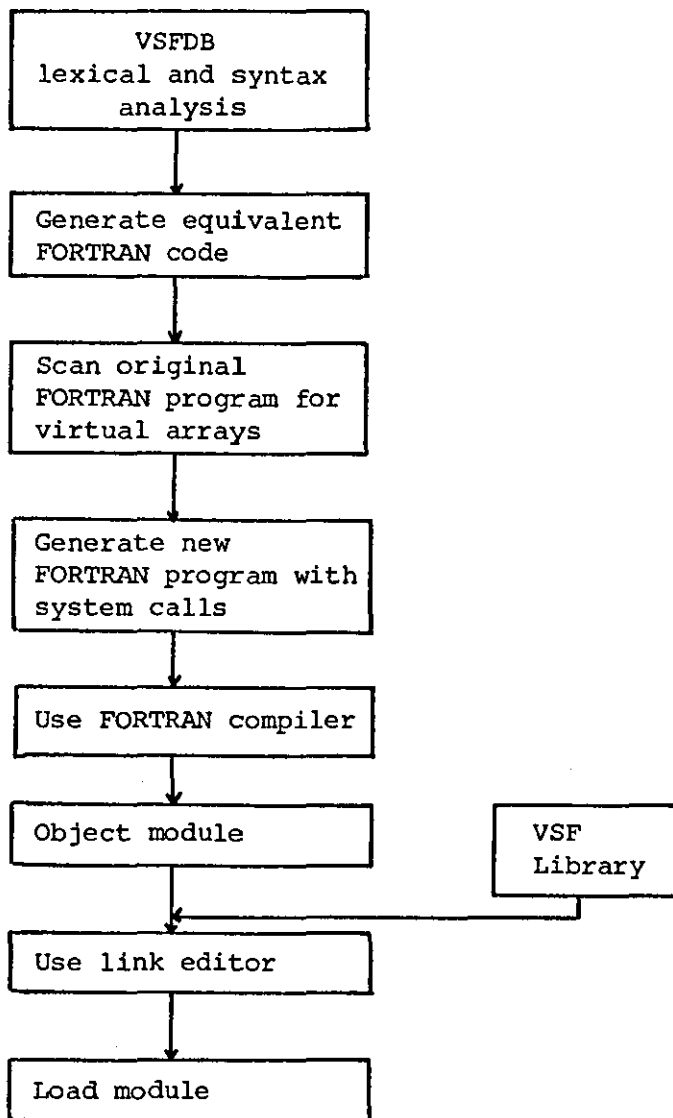 VSFDB
lexical and syntax
analysis
Generate equivalent
FORTRAN code
Scan original
FORTRAN program for
virtual arrays
Generate new
FORTRAN program with
system calls
Use FORTRAN compiler
Object module
VSF
Library
Use link editor
Load module